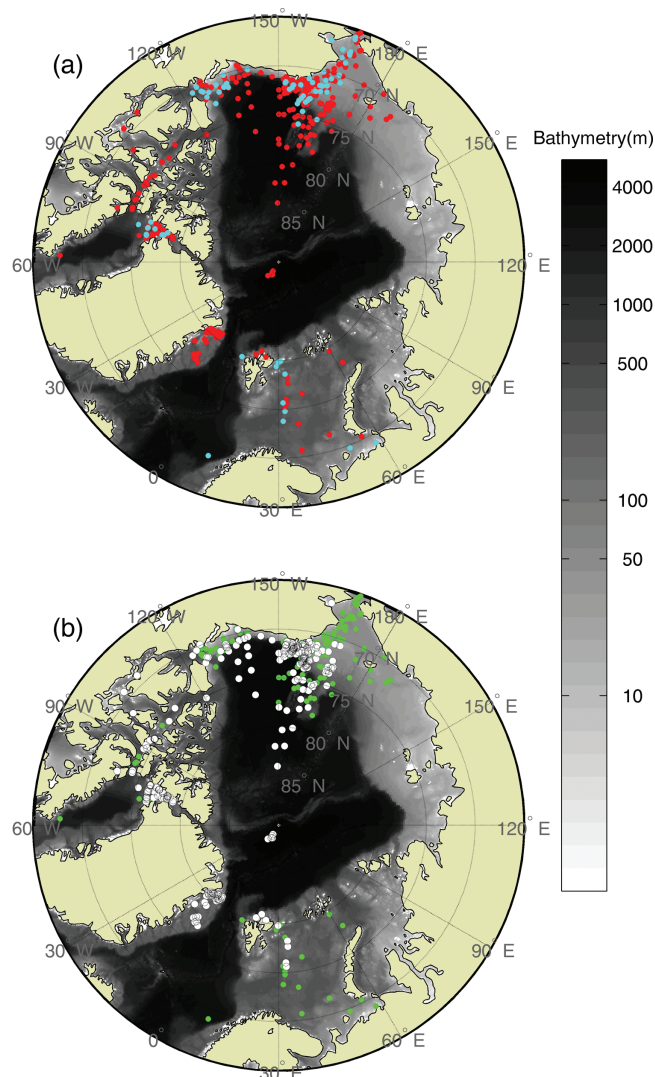 (a)
150° W
120° W
180° E
90° W
70° N
75° N
150° E
80° N
85° N
60° W
120° E
30° W
90° E
0°
60° E
30° E
Bathymetry(m)
4000
2000
1000
500
100
50
10
(b)
150° W
120° W
180° E
90° W
70° N
75° N
150° E
80° N
85° N
60° W
120° E
30° W
90° E
0°
60° E
30° E